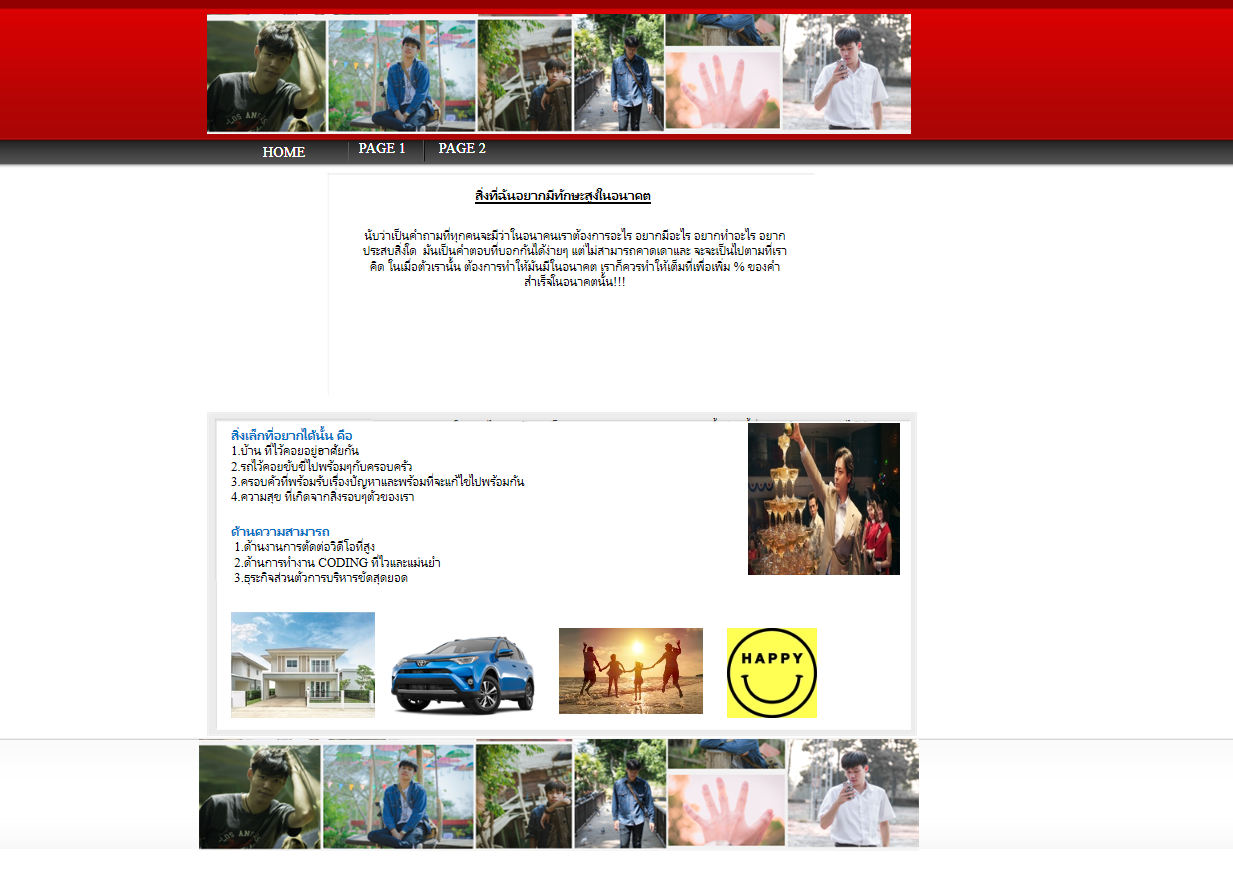 LOS ANG
HOME
PAGE 1
PAGE 2
สิ่งที่ฉันอยากมีทักษะสูงในอนาคต
นับว่าเป็นคำถามที่ทุกคนจะมีว่าในอนาคนเราต้องการอะไร อยากมีอะไร อยากทำอะไร อยาก
ประสบสิ่งใด มันเป็นคำตอบที่บอกกันได้ง่ายๆ แต่ไม่สามารถคาดเดาและ จะจะเป็นไปตามที่เรา
คิด ในเมื่อตัวเรานั้น ต้องการทำให้มันมีในอนาคต เราก็ควรทำให้เต็มที่เพื่อเพิ่ม % ของคำ
สำเร็จในอนาคตนั้น!!!
สิ่งเล็กที่อยากได้นั้น คือ
1.บ้าน ที่ไว้คอยอยู่ฮาศัยกัน
2.รถไว้คอยขับขี่ไปพร้อมๆกับครอบครัว
3.ครอบคัวที่พร้อมรับเรื่องปัญหาและพร้อมที่จะแก้ไขไปพร้อมกัน
4.ความสุข ที่เกิดจากสิ่งรอบๆตัวของเรา
ด้านความสามารถ
1.ด้านงานการตัดต่อวิดีโอที่สูง
2.ด้านการทำงาน CODING ที่ไวและแม่นยำ
3.ธุระกิจส่วนตัวการบริหารขัดสุดยอด
HAPPY
LOS ANG